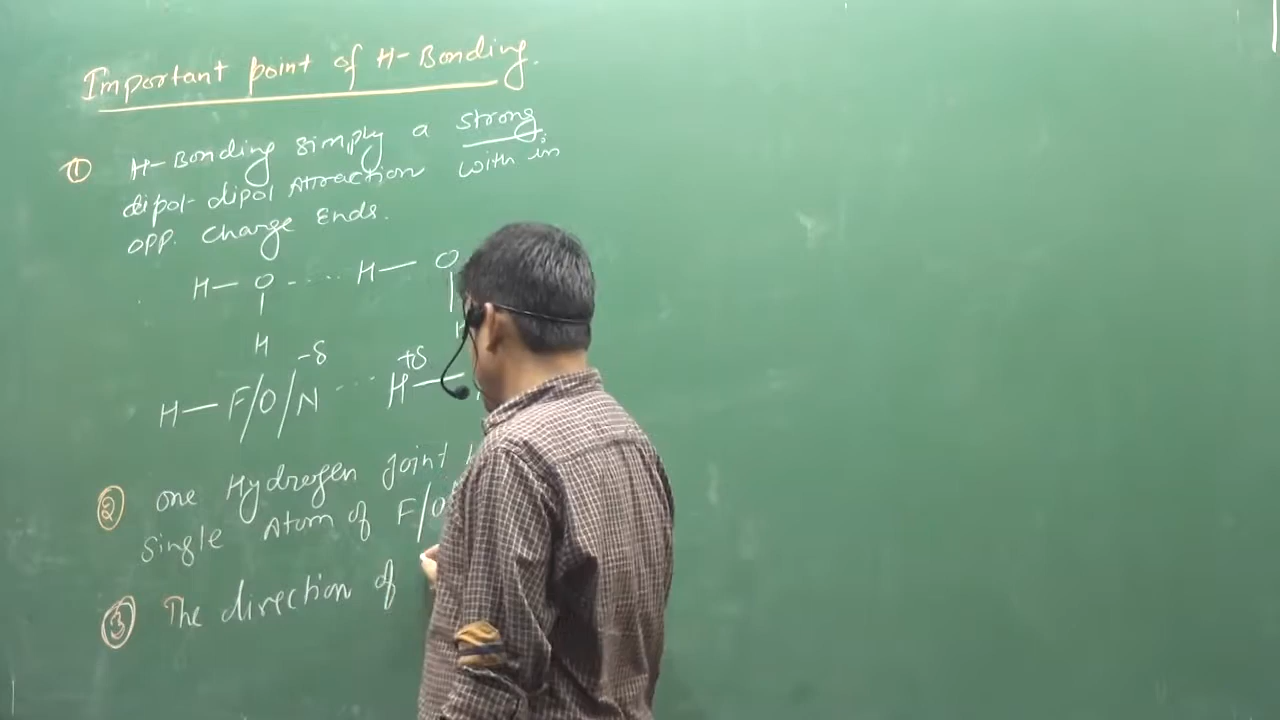 Important point of H-Bonding.
① H-Bonding simply a strong
dipol-dipol Attraction with in
opp. charge Ends.
H—O-----H—O
H
-δ +δ
H—F/O/N-----H—
② one Hydrogen joint
single Atom of F/O
③ The direction of